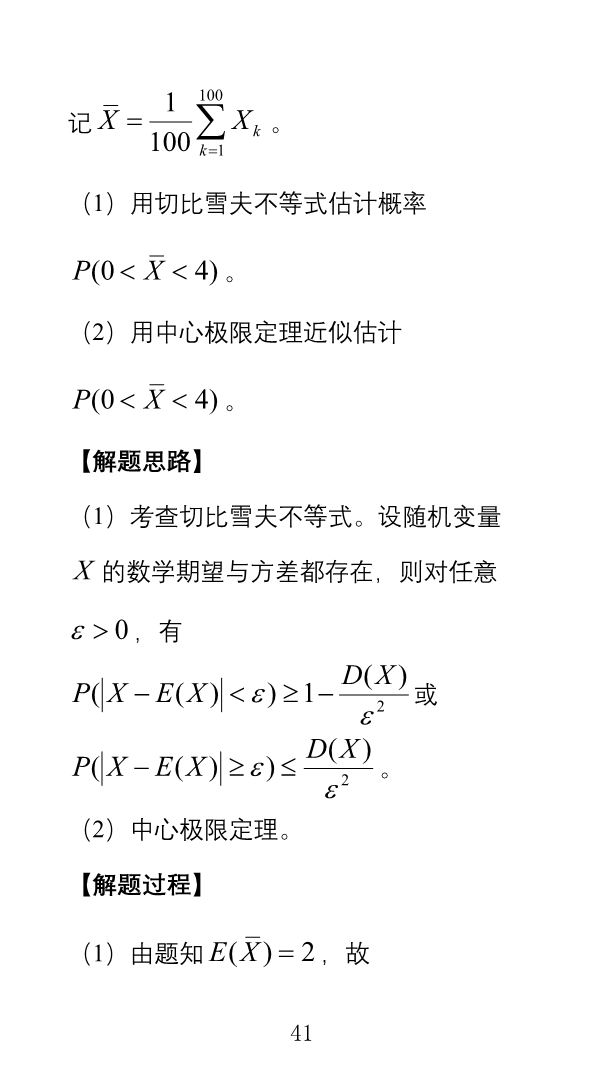 记 $\overline{X} = \frac{1}{100}\sum_{k=1}^{100} X_k$ 。
（1）用切比雪夫不等式估计概率
$P(0 < \overline{X} < 4)$ 。
（2）用中心极限定理近似估计
$P(0 < \overline{X} < 4)$ 。
【解题思路】
（1）考查切比雪夫不等式。设随机变量
$X$ 的数学期望与方差都存在，则对任意
$\varepsilon > 0$，有
$P(|X - E(X)| < \varepsilon) \geq 1 - \frac{D(X)}{\varepsilon^2}$ 或
$P(|X - E(X)| \geq \varepsilon) \leq \frac{D(X)}{\varepsilon^2}$ 。
（2）中心极限定理。
【解题过程】
（1）由题知 $E(\overline{X}) = 2$，故
41